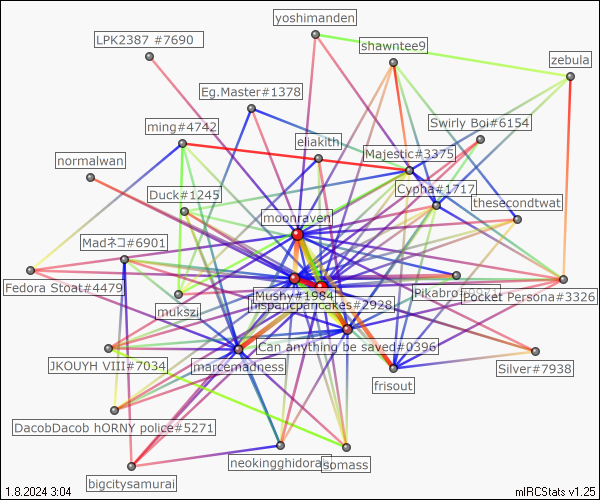 yoshimanden
LPK2387 #7690
shawntee9
zebula
Eg.Master#1378
Swirly Boi#6154
ming#4742
eliakith
Majestic#3375
normalwan
Cypha#1717
Duck#1245
thesecondtwat
moonraven
Madネコ#6901
Fedora Stoat#4479
Mushy#1984
Pikabro
Pocket Persona#3326
hispanicpancakes#2928
mukszi
Can anything be saved#0396
JKOUYH VIII#7034
marcemadness
Silver#7938
frisout
DacobDacob hORNY police#5271
neokingghidorah
somass
bigcitysamurai
1.8.2024 3:04
mIRCStats v1.25